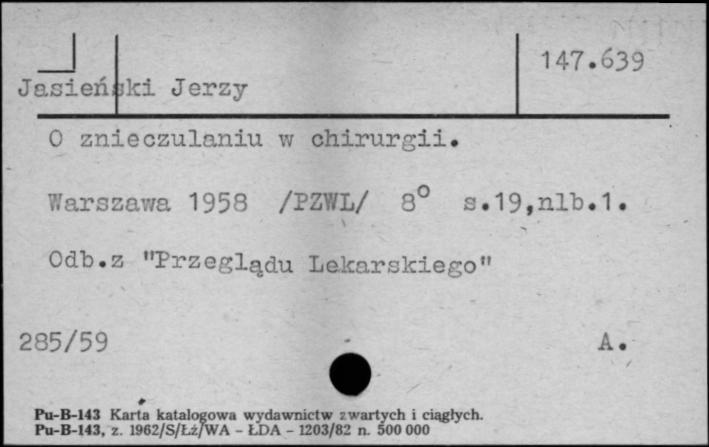 147.639
Jasieński Jerzy
O znieczulaniu w chirurgii.
Warszawa 1958 /PZWL/ 8° s.19,nlb.1.
Odb.z "Przeglądu Lekarskiego"
285/59 A.
Pu-B-143 Karta katalogowa wydawnictw zwartych i ciągłych.
Pu-B-143, z. 1962/S/Łż/WA - ŁDA - 1203/82 n. 500 000